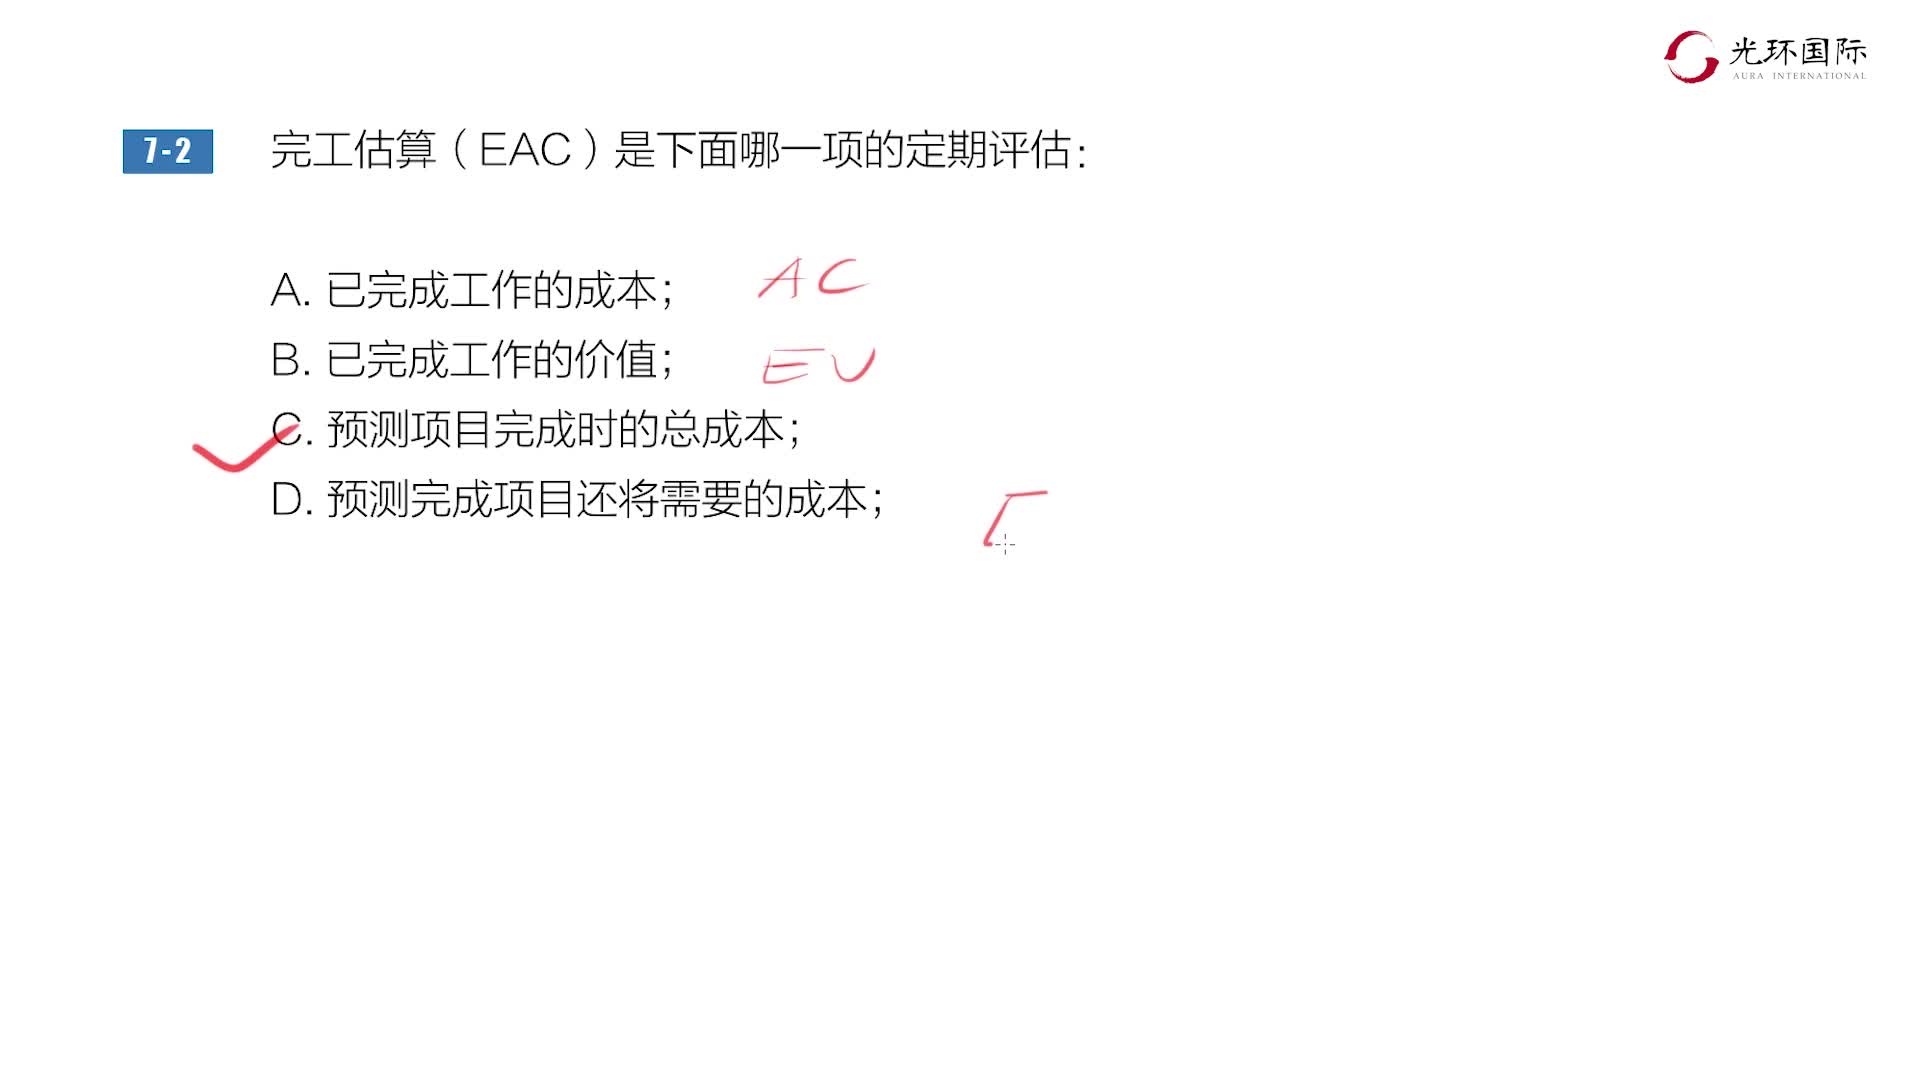 光环国际
AURA INTERNATIONAL
7-2 完工估算（EAC）是下面哪一项的定期评估：
A. 已完成工作的成本； AC
B. 已完成工作的价值； EV
C. 预测项目完成时的总成本；
D. 预测完成项目还将需要的成本；